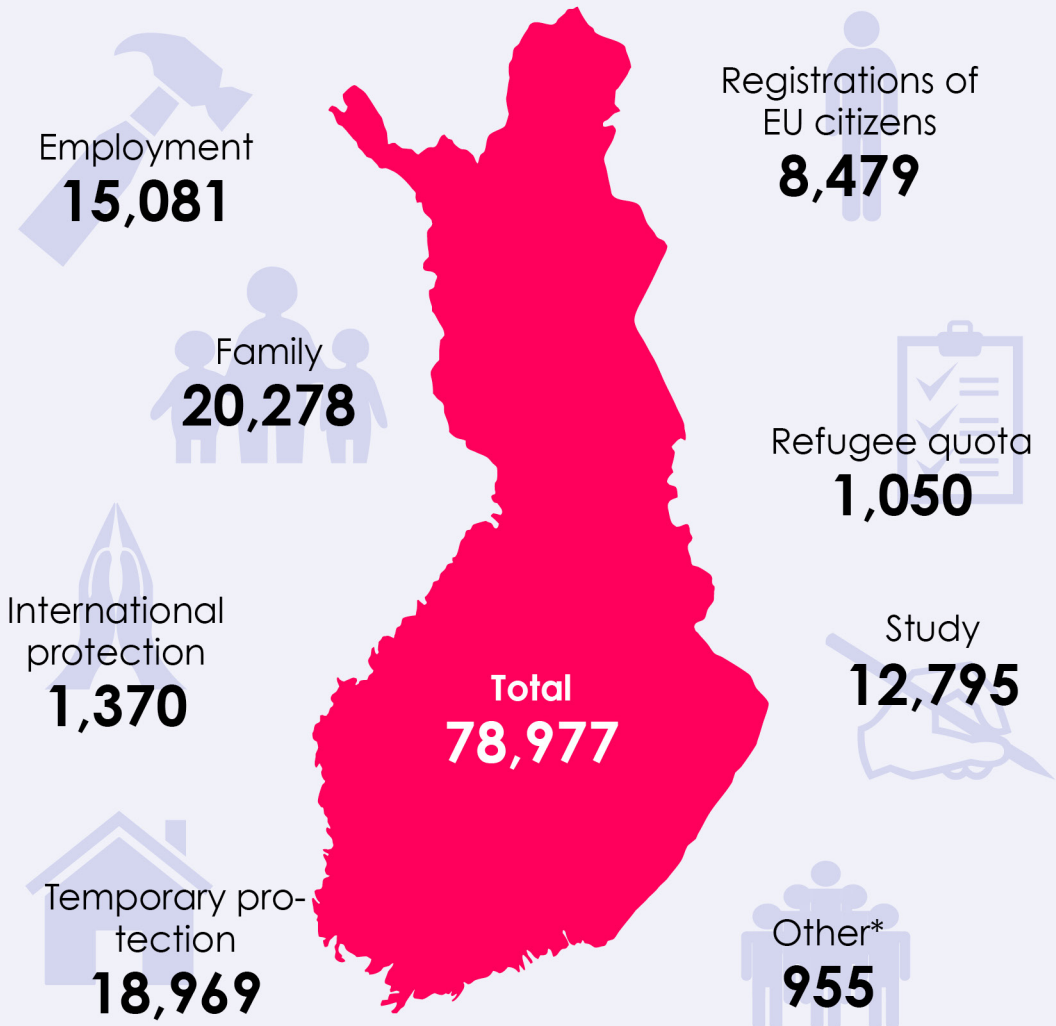 Employment
15,081
Registrations of
EU citizens
8,479
Family
20,278
Refugee quota
1,050
International
protection
1,370
Study
12,795
Total
78,977
Temporary pro-
tection
18,969
Other*
955